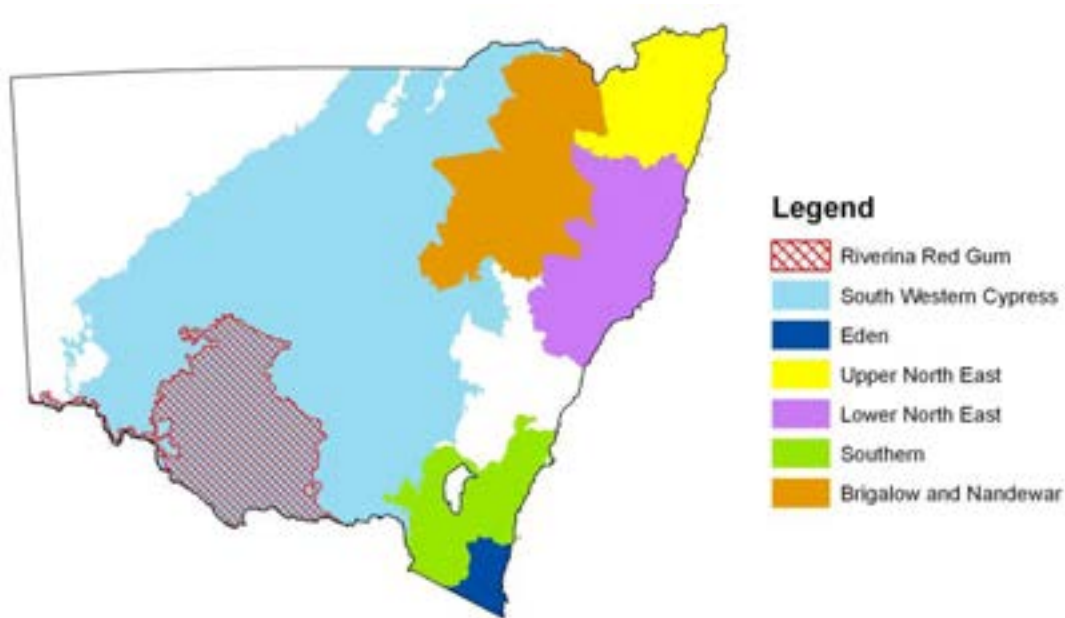 Legend
Riverina Red Gum
South Western Cypress
Eden
Upper North East
Lower North East
Southern
Brigalow and Nandewar